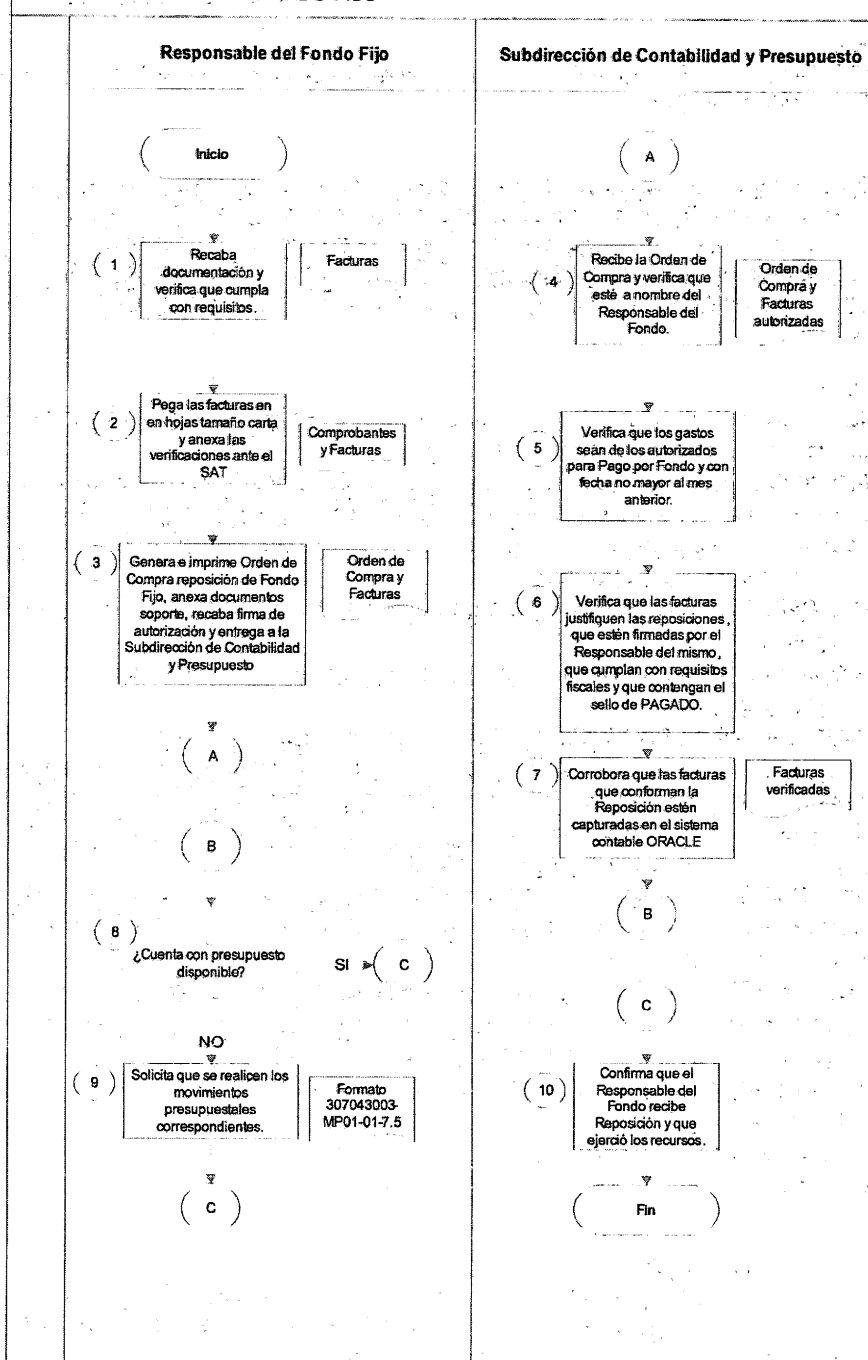 Responsable del Fondo Fijo
Inicio
1
Recaba
documentación y
verifica que cumpla
con requisitos.
Facturas
2
Pega las facturas en
en hojas tamaño carta
y anexa las
verificaciones ante el
SAT
Comprobantes
y Facturas
3
Genera e imprime Orden de
Compra reposición de Fondo
Fijo, anexa documentos
soporte, recaba firma de
autorización y entrega a la
Subdirección de Contabilidad
y Presupuesto
Orden de
Compra y
Facturas
A
B
8
¿Cuenta con presupuesto
disponible?
SI
C
NO
9
Solicita que se realicen los
movimientos
presupuestales
correspondientes.
Formato
307043003-
MP01-01-7.5
C
Subdirección de Contabilidad y Presupuesto
A
4
Recibe la Orden de
Compra y verifica que
esté a nombre del
Responsable del
Fondo.
Orden de
Compra y
Facturas
autorizadas
5
Verifica que los gastos
sean de los autorizados
para Pago por Fondo y con
fecha no mayor al mes
anterior.
6
Verifica que las facturas
justifiquen las reposiciones,
que estén firmadas por el
Responsable del mismo,
que cumplan con requisitos
fiscales y que contengan el
sello de PAGADO.
7
Corrobora que las facturas
que conforman la
Reposición estén
capturadas en el sistema
contable ORACLE
Facturas
verificadas
B
C
10
Confirma que el
Responsable del
Fondo recibe
Reposición y que
ejerció los recursos.
Fin